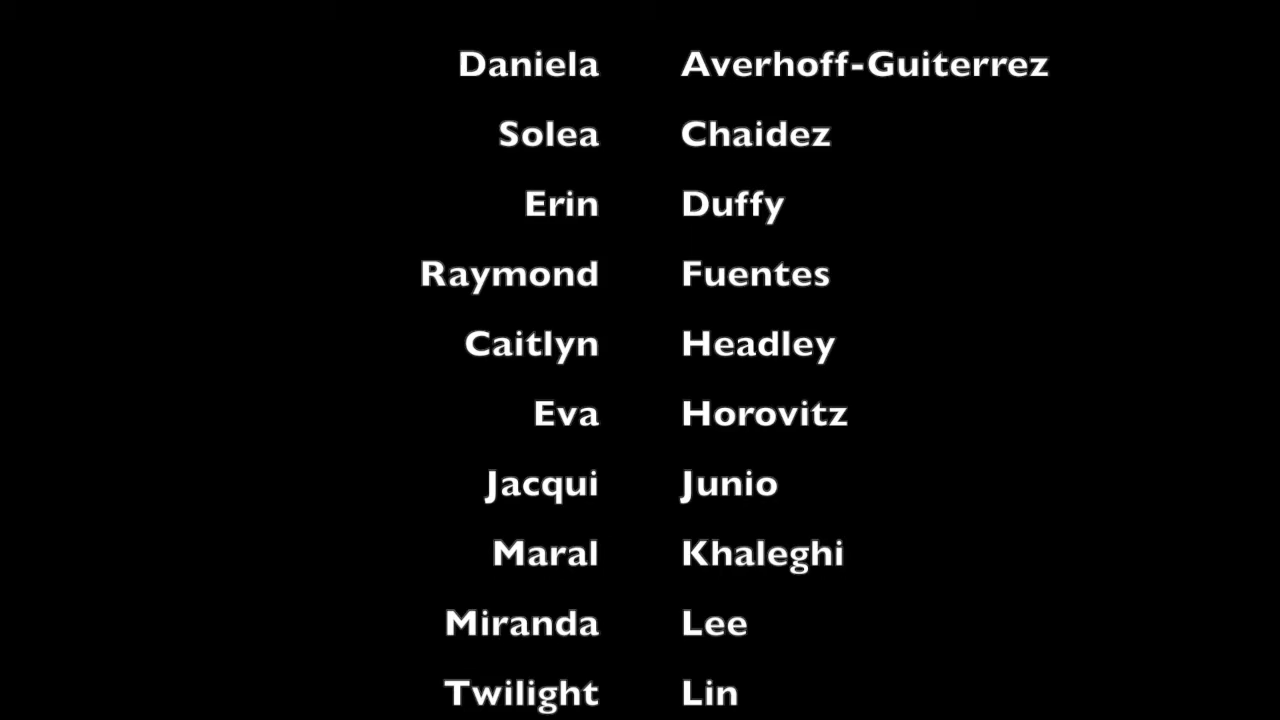 Daniela Averhoff-Guiterrez
Solea Chaidez
Erin Duffy
Raymond Fuentes
Caitlyn Headley
Eva Horovitz
Jacqui Junio
Maral Khaleghi
Miranda Lee
Twilight Lin